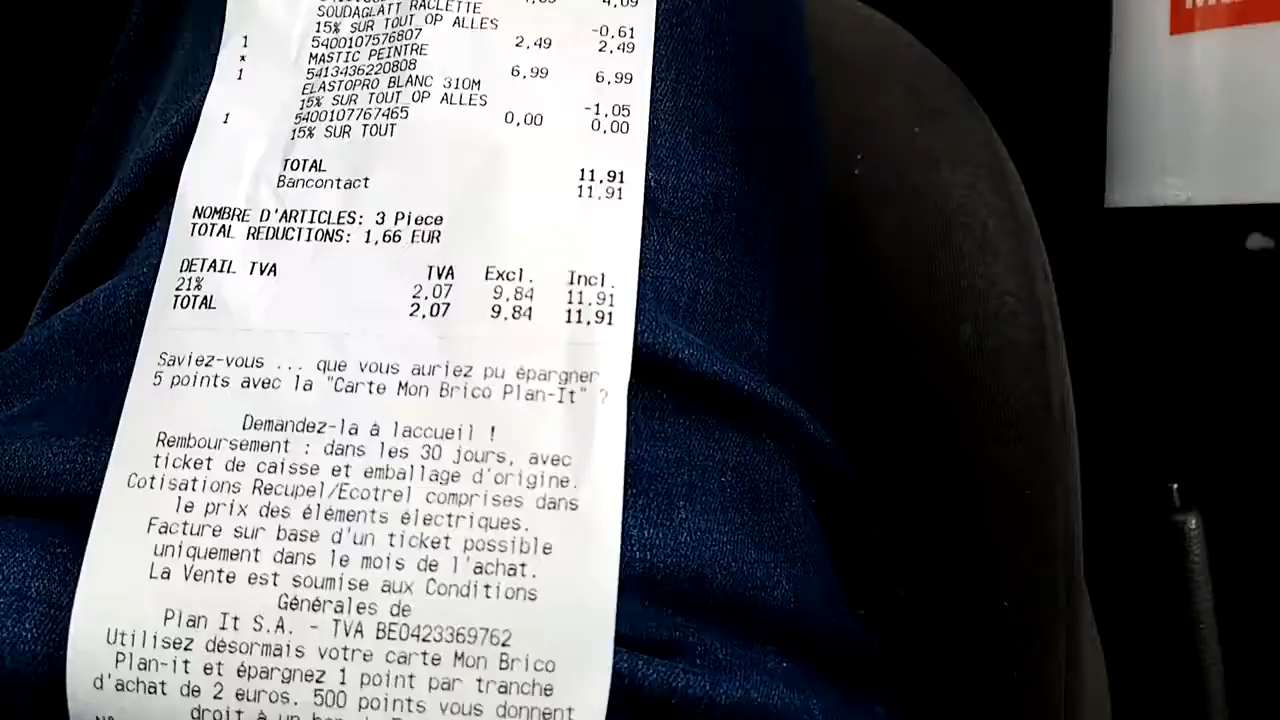 4,09
SOUDAGLATT RACLETTE
15% SUR TOUT OP ALLES -0,61
1 5400107576807 2,49 2,49
* MASTIC PEINTRE
1 5413436220808 6,99 6,99
ELASTOPRO BLANC 310M
15% SUR TOUT OP ALLES -1,05
1 5400107767465 0,00 0,00
15% SUR TOUT
TOTAL 11,91
Bancontact 11,91
NOMBRE D'ARTICLES: 3 Piece
TOTAL REDUCTIONS: 1,66 EUR
DETAIL TVA TVA Excl. Incl.
21% 2,07 9,84 11,91
TOTAL 2,07 9,84 11,91
Saviez-vous ... que vous auriez pu épargner
5 points avec la "Carte Mon Brico Plan-It" ?
Demandez-la à laccueil !
Remboursement : dans les 30 jours, avec
ticket de caisse et emballage d'origine.
Cotisations Recupel/Ecotrel comprises dans
le prix des éléments électriques.
Facture sur base d'un ticket possible
uniquement dans le mois de l'achat.
La Vente est soumise aux Conditions
Générales de
Plan It S.A. - TVA BE0423369762
Utilisez désormais votre carte Mon Brico
Plan-it et épargnez 1 point par tranche
d'achat de 2 euros. 500 points vous donnent
droit à un